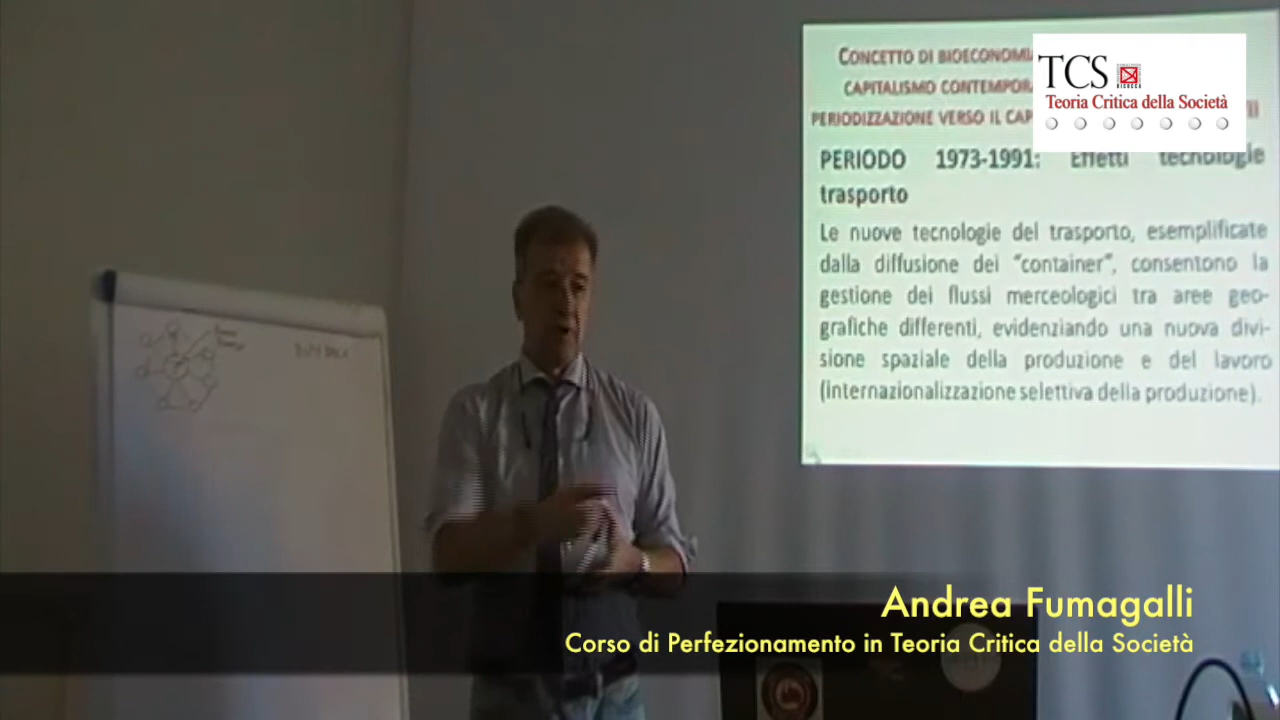 CONCETTO DI BIOECONOMIA
CAPITALISMO
PERIODIZZAZIONE VERSO IL
TCS
BICOCCA
Teoria Critica della Società
PERIODO 1973-1991: Effetti tecnologie
trasporto
Le nuove tecnologie del trasporto, esemplificate
dalla diffusione dei "container", consentono la
gestione dei flussi merceologici tra aree geo-
grafiche differenti, evidenziando una nuova divi-
sione spaziale della produzione e del lavoro
(internazionalizzazione selettiva della produzione).
Andrea Fumagalli
Corso di Perfezionamento in Teoria Critica della Società